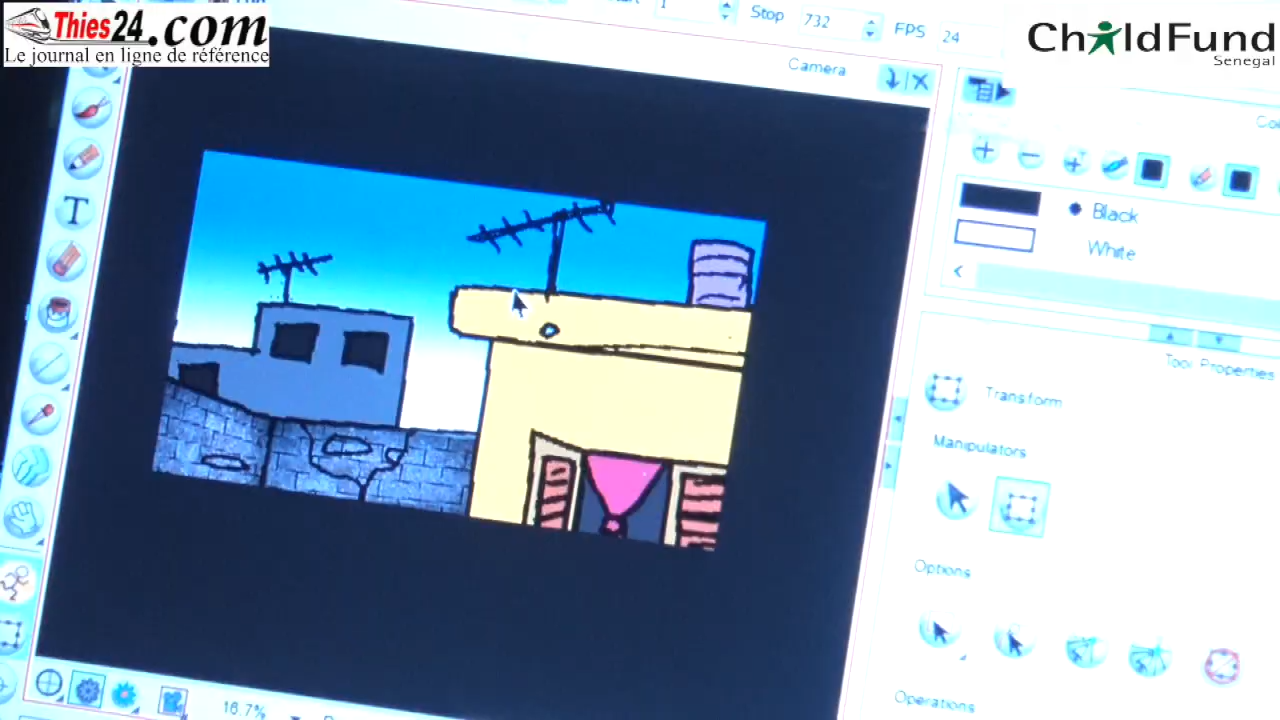 Thies24.com
Le journal en ligne de référence
ChildFund
Senegal
1
Stop
732
FPS
24
Camera
T
Black
White
Tool Properties
Transform
Manipulators
Options
16.7%
Operations